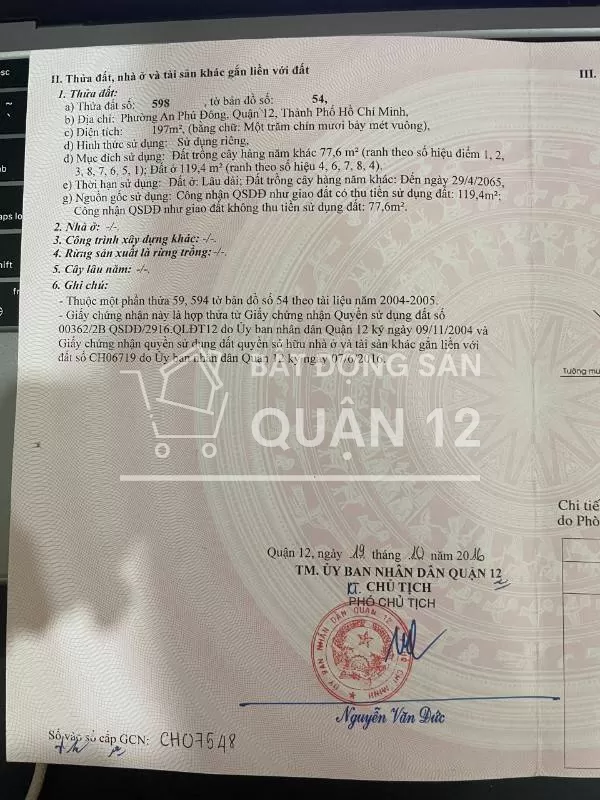 II. Thửa đất, nhà ở và tài sản khác gắn liền với đất
III.
1. Thửa đất:
a) Thửa đất số: 598 , tờ bản đồ số: 54,
b) Địa chỉ: Phường An Phú Đông, Quận 12, Thành Phố Hồ Chí Minh,
c) Diện tích: 197m², (bằng chữ: Một trăm chín mươi bảy mét vuông),
d) Hình thức sử dụng: Sử dụng riêng,
đ) Mục đích sử dụng: Đất trồng cây hàng năm khác 77,6 m² (ranh theo số hiệu điểm 1, 2,
3, 8, 7, 6, 5, 1); Đất ở 119,4 m² (ranh theo số hiệu 4, 6, 7, 8, 4),
e) Thời hạn sử dụng: Đất ở: Lâu dài; Đất trồng cây hàng năm khác: Đến ngày 29/4/2065,
g) Nguồn gốc sử dụng: Công nhận QSDĐ như giao đất có thu tiền sử dụng đất: 119,4m²;
Công nhận QSDĐ như giao đất không thu tiền sử dụng đất: 77,6m².
2. Nhà ở: -/-.
3. Công trình xây dựng khác: -/-.
4. Rừng sản xuất là rừng trồng: -/-.
5. Cây lâu năm: -/-.
6. Ghi chú:
- Thuộc một phần thửa 59, 594 tờ bản đồ số 54 theo tài liệu năm 2004-2005.
- Giấy chứng nhận này là hợp thửa từ Giấy chứng nhận Quyền sử dụng đất số
00362/2B QSDĐ/2916.QLĐT12 do Ủy ban nhân dân Quận 12 ký ngày 09/11/2004 và
Giấy chứng nhận quyền sử dụng đất quyền sở hữu nhà ở và tài sản khác gắn liền với
đất số CH06719 do Ủy ban nhân dân Quận 12 ký ngày 07/6/2016.
BẤT ĐỘNG SẢN
QUẬN 12
Chi tiế
do Phò
Quận 12, ngày 19 tháng 10 năm 2016
TM. ỦY BAN NHÂN DÂN QUẬN 12
KT. CHỦ TỊCH
PHÓ CHỦ TỊCH
Nguyễn Văn Đức
Số vào sổ cấp GCN: CH07548